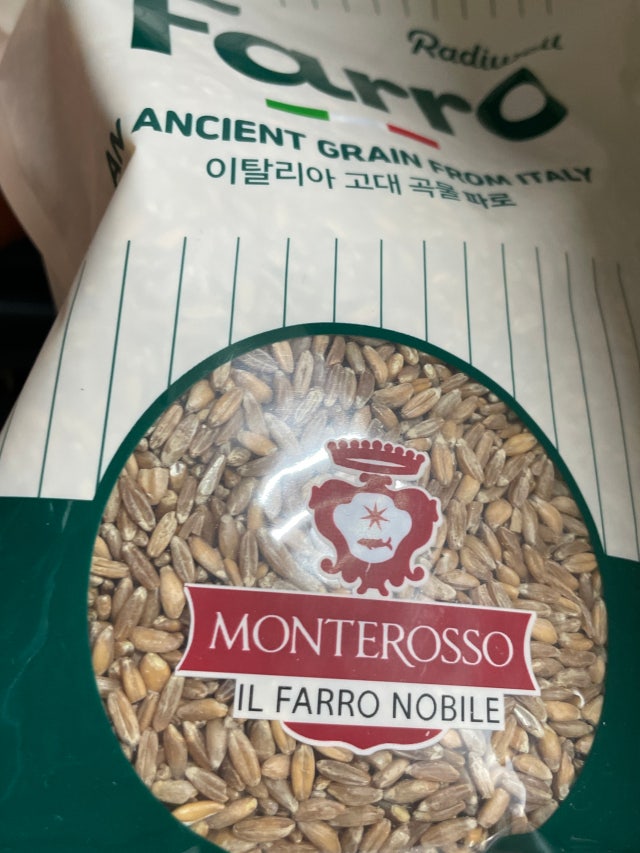 Farro
ANCIENT GRAIN FROM ITALY
이탈리아 고대 곡물 파로
AN
MONTEROSSO
IL FARRO NOBILE